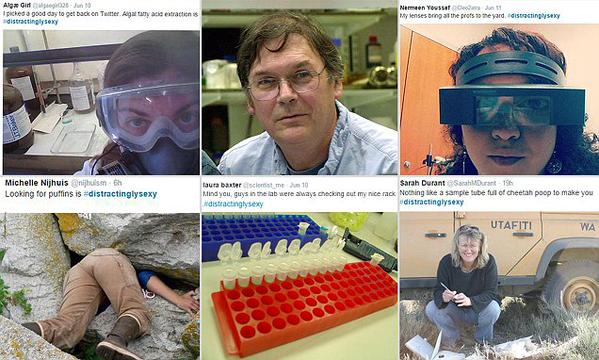 Algæ Girl @algaegirl326 · Jun 10
I picked a good day to get back on Twitter. Algal fatty acid extraction is
#distractinglysexy
Nermeen Youssef @Cleo2wra · Jun 11
My lenses bring all the profs to the yard. #distractinglysexy
Michelle Nijhuis @nijhuism · 6h
Looking for puffins is #distractinglysexy
laura baxter @scientist_me · Jun 10
Mind you, guys in the lab were always checking out my nice rack
#distractinglysexy
Sarah Durant @SarahMDurant · 19h
Nothing like a sample tube full of cheetah poop to make you
#distractinglysexy
UTAFITI
WA